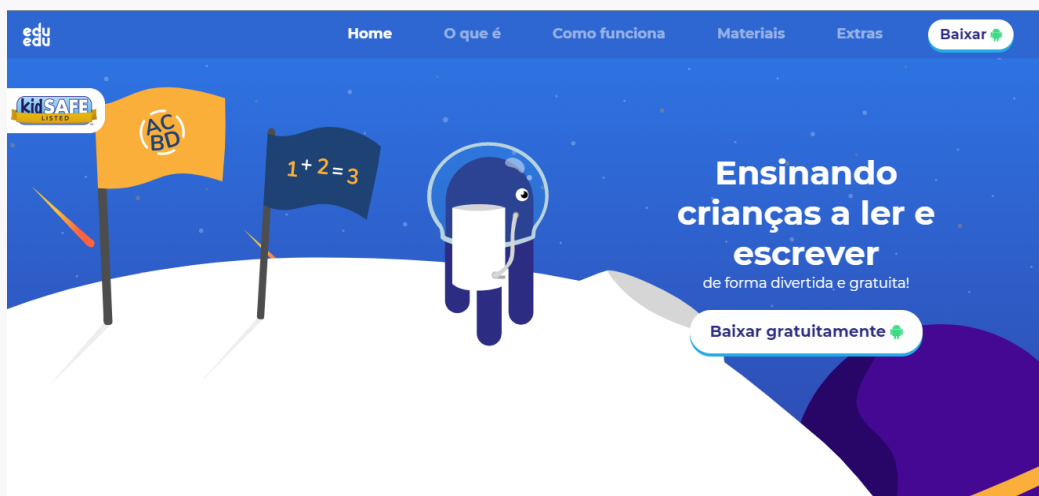 edu
edu
Home
O que é
Como funciona
Materiais
Extras
Baixar
kidSAFE
LISTED
AC
BD
1+2=3
Ensinando
crianças a ler e
escrever
de forma divertida e gratuita!
Baixar gratuitamente